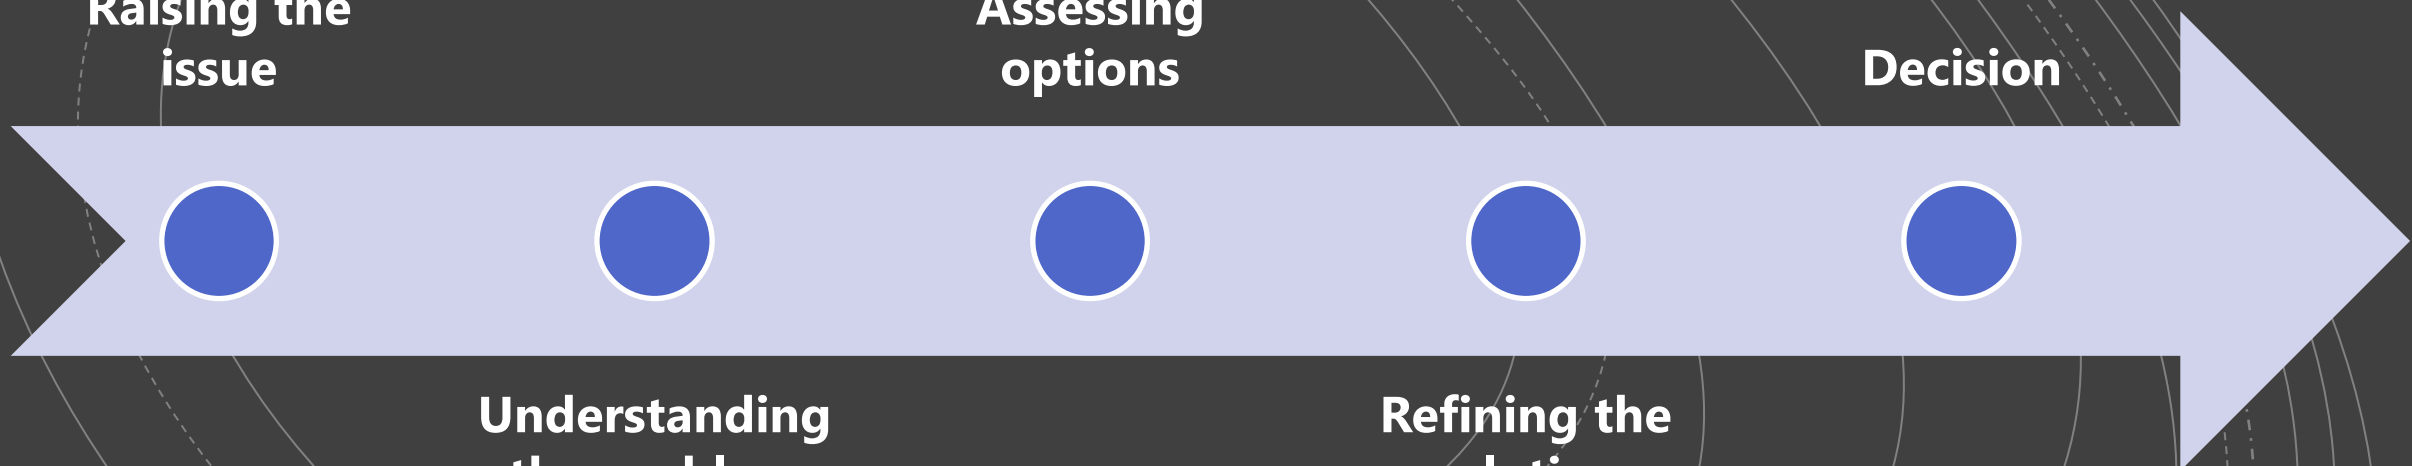 Raising the
issue
Understanding
Assessing
options
Refining the
Decision